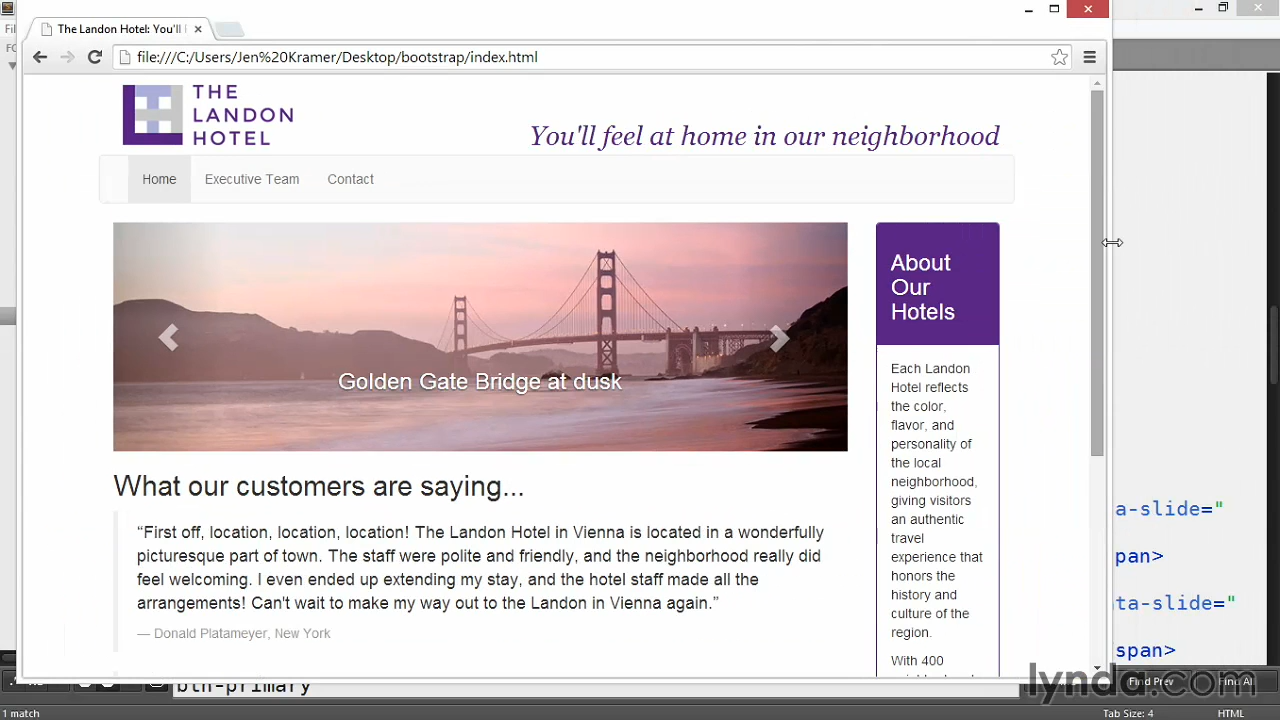 The Landon Hotel: You'll
file:///C:/Users/Jen%20Kramer/Desktop/bootstrap/index.html
THE
LANDON
HOTEL
You'll feel at home in our neighborhood
Home Executive Team Contact
Golden Gate Bridge at dusk
About
Our
Hotels
Each Landon
Hotel reflects
the color,
flavor, and
personality of
the local
neighborhood,
giving visitors
an authentic
travel
experience that
honors the
history and
culture of the
region.
With 400
What our customers are saying...
“First off, location, location, location! The Landon Hotel in Vienna is located in a wonderfully
picturesque part of town. The staff were polite and friendly, and the neighborhood really did
feel welcoming. I even ended up extending my stay, and the hotel staff made all the
arrangements! Can't wait to make my way out to the Landon in Vienna again.”
— Donald Platameyer, New York
a-slide="
pan>
ta-slide="
span>
btn-primary
Find Prev Find All
lynda.com
1 match
Tab Size: 4 HTML